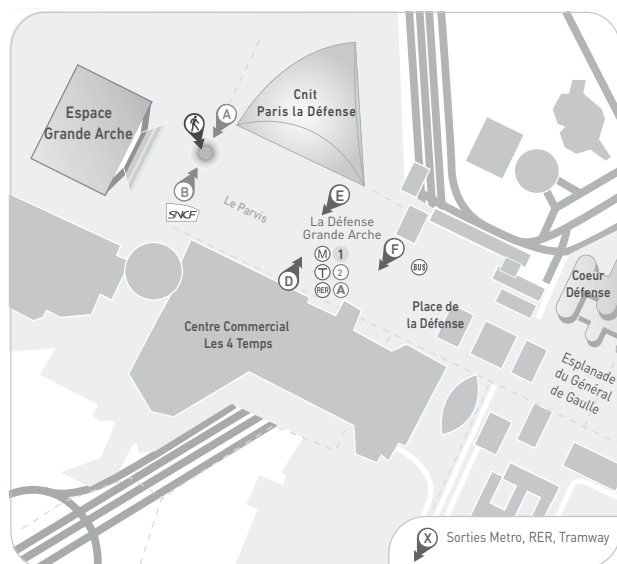 Cnit
Paris la Défense
Espace
Grande Arche
A
B
SNCF
Le Parvis
E
La Défense
Grande Arche
M 1
T 2
RER A
D
F
BUS
Place de
la Défense
Coeur
Défense
Centre Commercial
Les 4 Temps
Esplanade
du Général
de Gaulle
X Sorties Metro, RER, Tramway